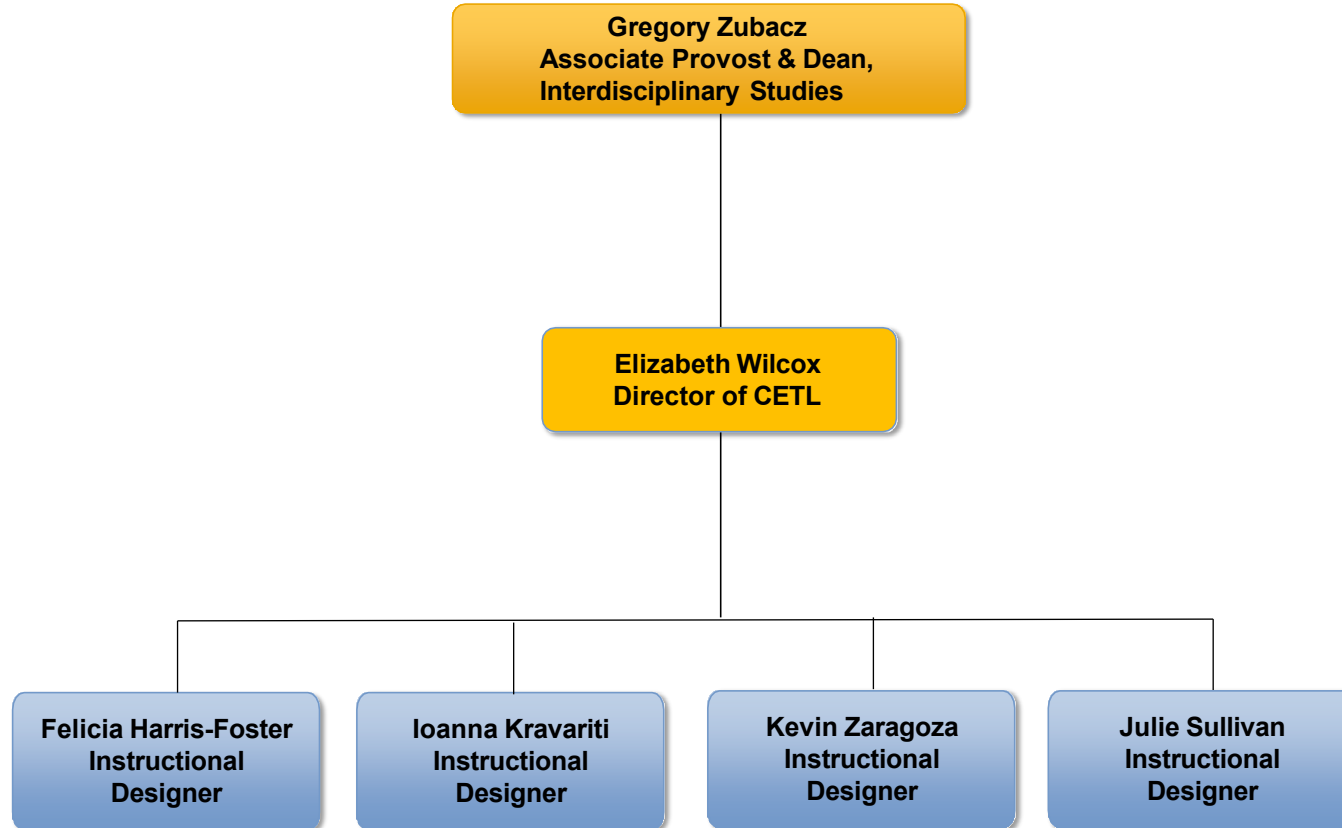 Gregory Zubacz
Associate Provost & Dean,
Interdisciplinary Studies
Elizabeth Wilcox
Director of CETL
Felicia Harris-Foster
Instructional
Designer
Ioanna Kravariti
Instructional
Designer
Kevin Zaragoza
Instructional
Designer
Julie Sullivan
Instructional
Designer